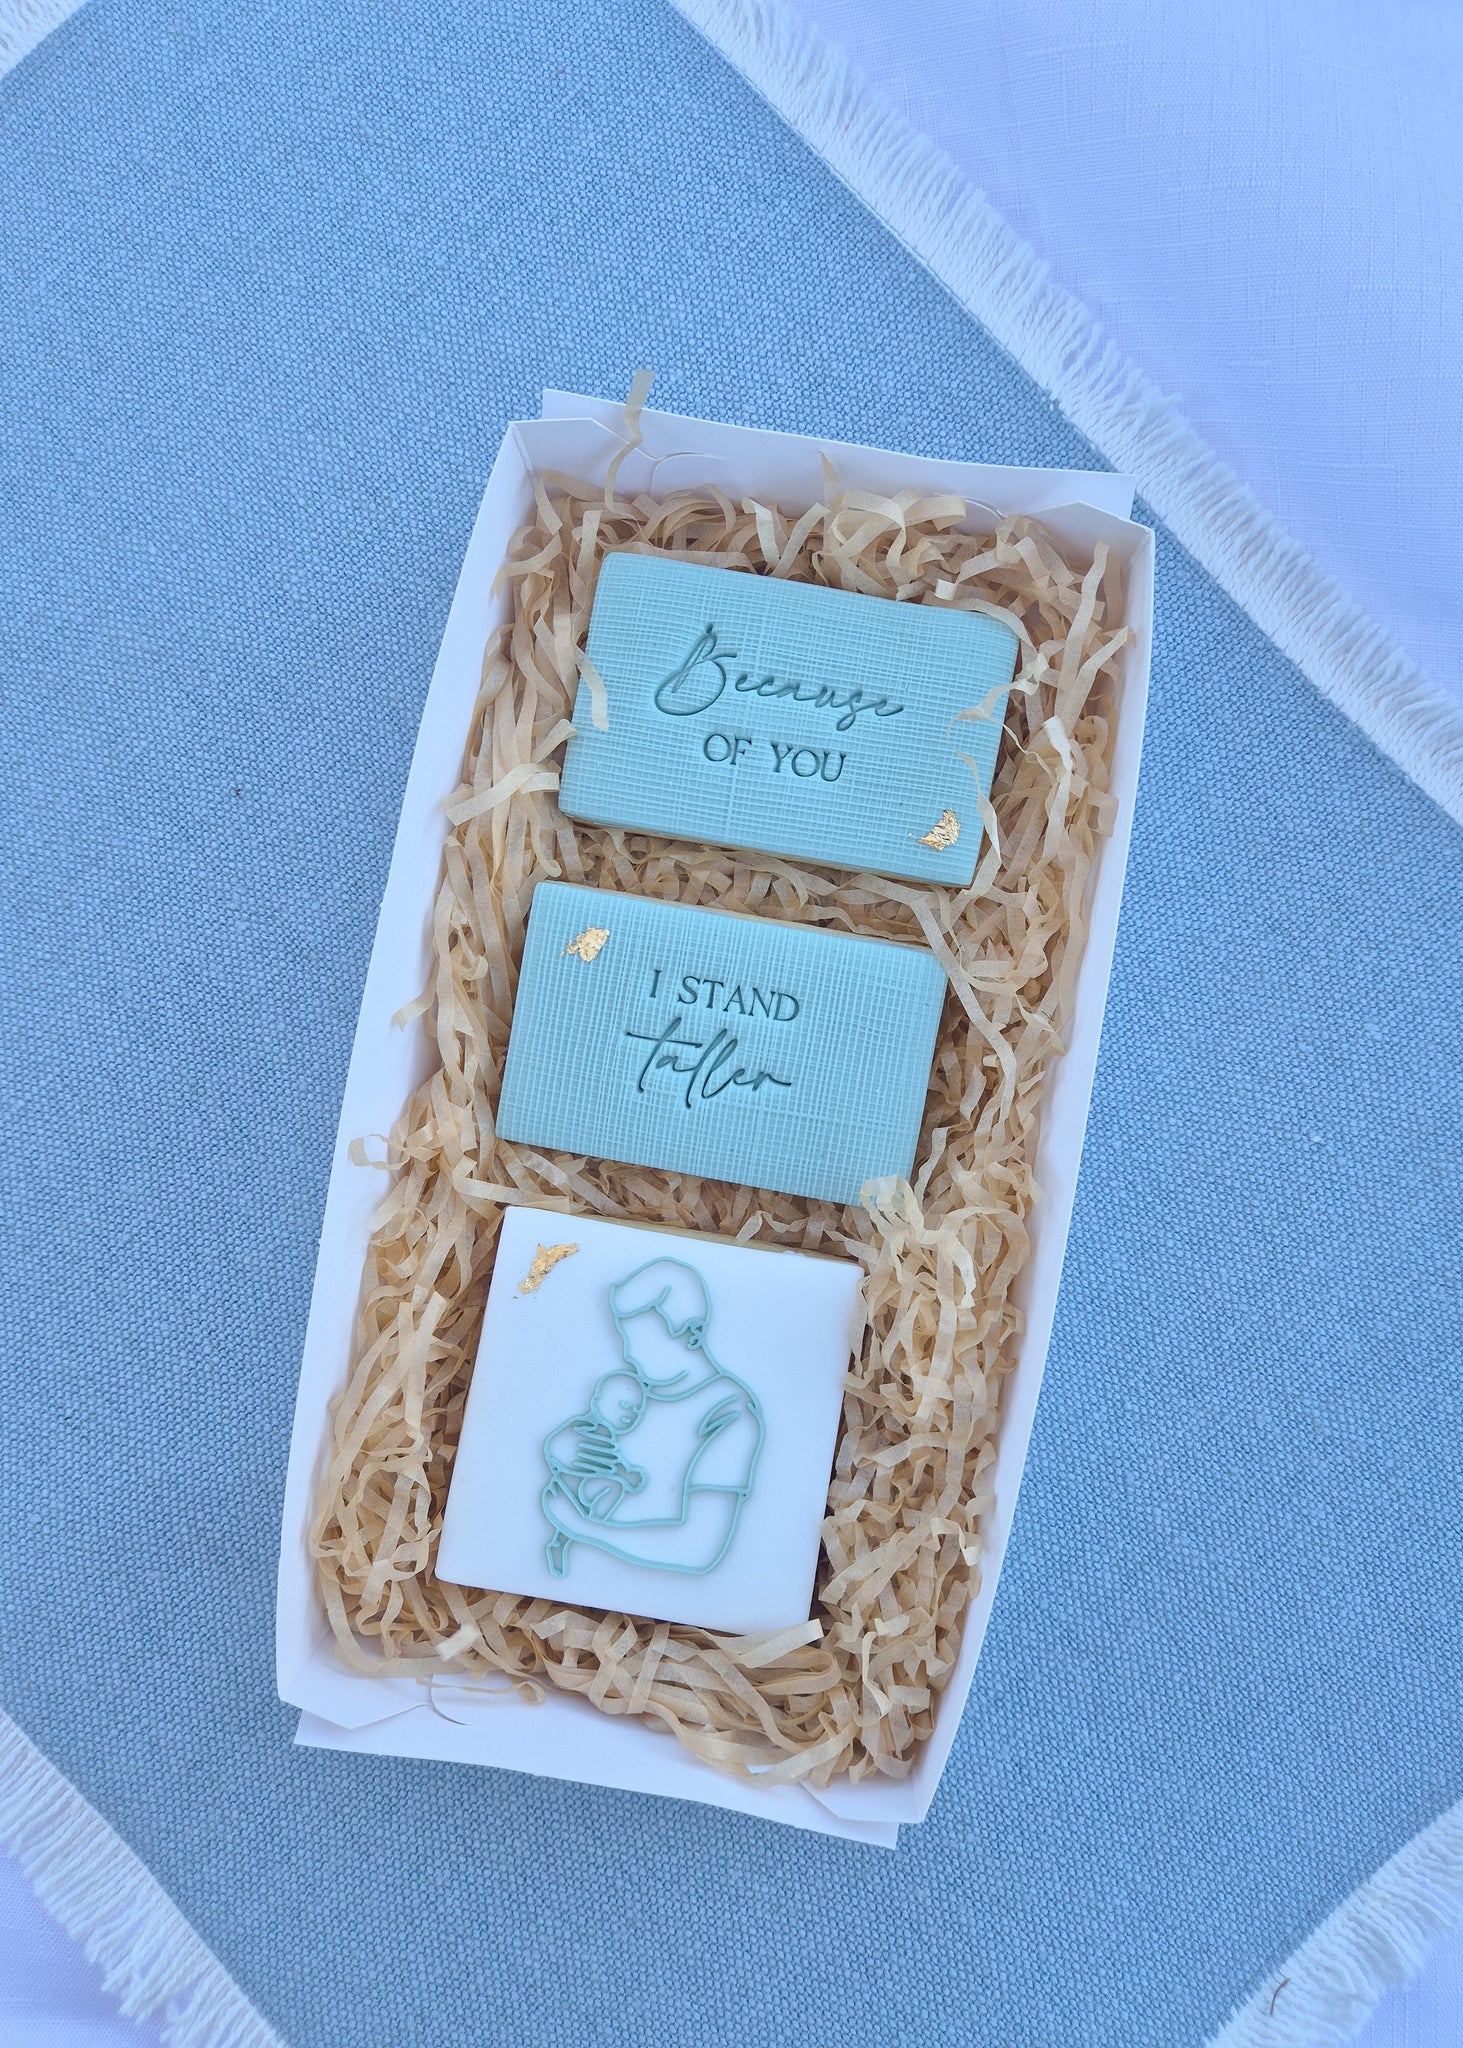 Because
OF YOU
I STAND
taller